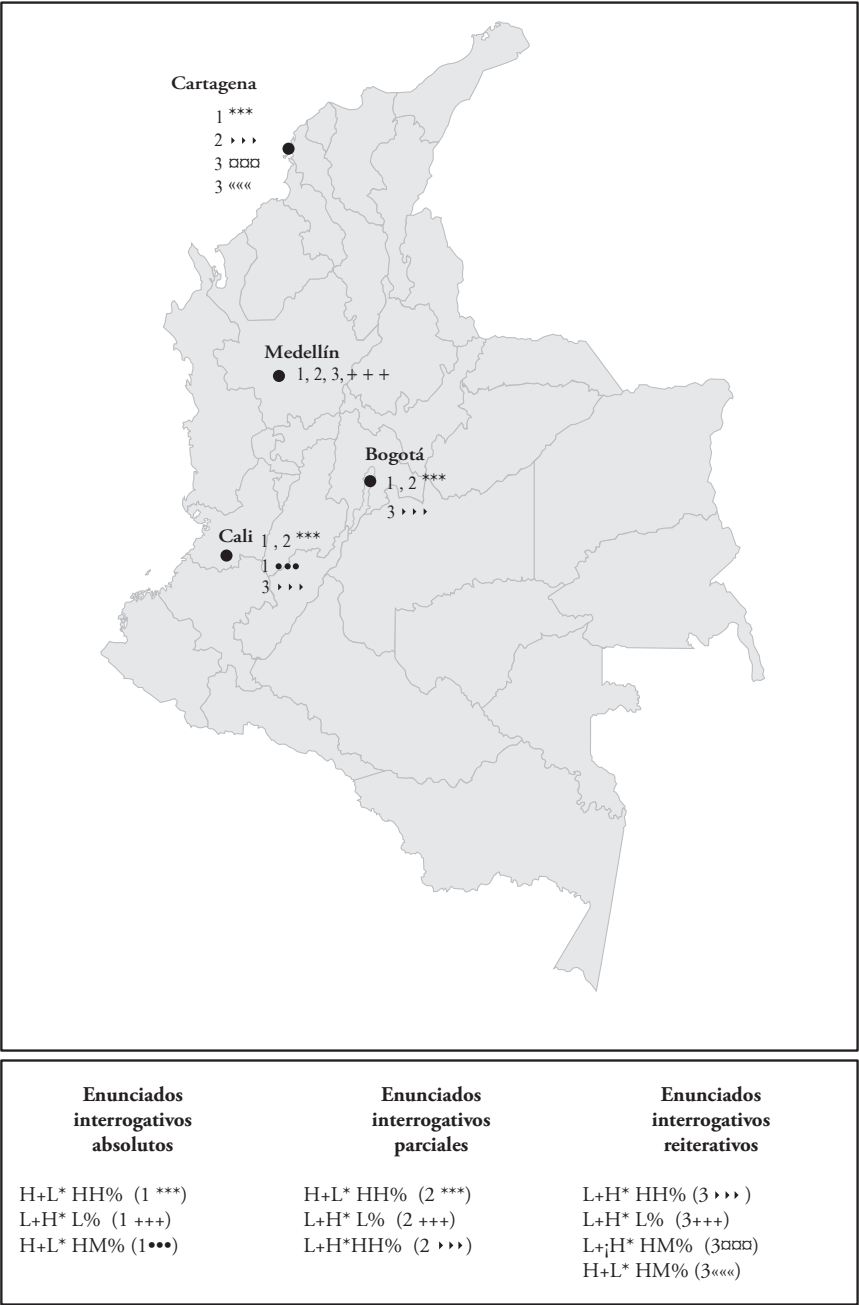 Cartagena
1 ***
2 ‣‣‣
3 ¤¤¤
3 «««
Medellín
1, 2, 3, + + +
Bogotá
1 , 2 ***
3 ‣‣‣
Cali 1 , 2 ***
1 •••
3 ‣‣‣
Enunciados
interrogativos
absolutos
H+L* HH% (1 ***)
L+H* L% (1 +++)
H+L* HM% (1•••)
Enunciados
interrogativos
parciales
H+L* HH% (2 ***)
L+H* L% (2 +++)
L+H*HH% (2 ‣‣‣)
Enunciados
interrogativos
reiterativos
L+H* HH% (3 ‣‣‣ )
L+H* L% (3+++)
L+¡H* HM% (3¤¤¤)
H+L* HM% (3«««)